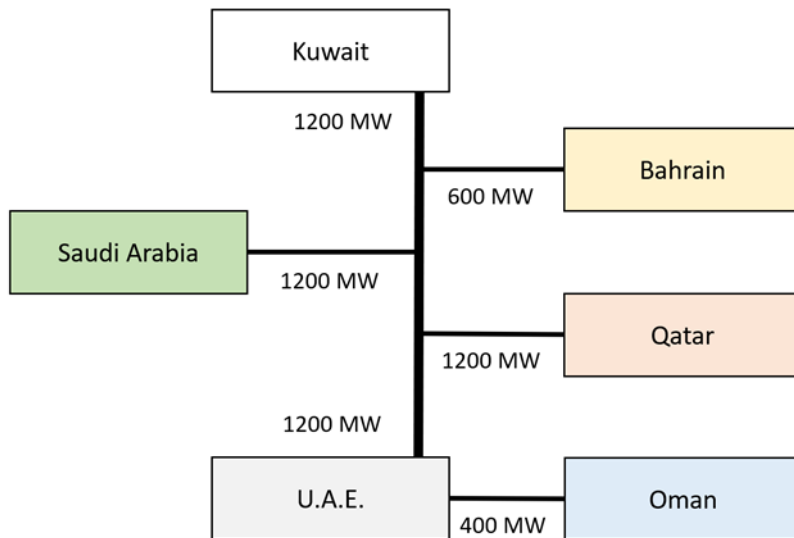 Kuwait
1200 MW
Bahrain
600 MW
Saudi Arabia
1200 MW
Qatar
1200 MW
1200 MW
U.A.E.
Oman
400 MW